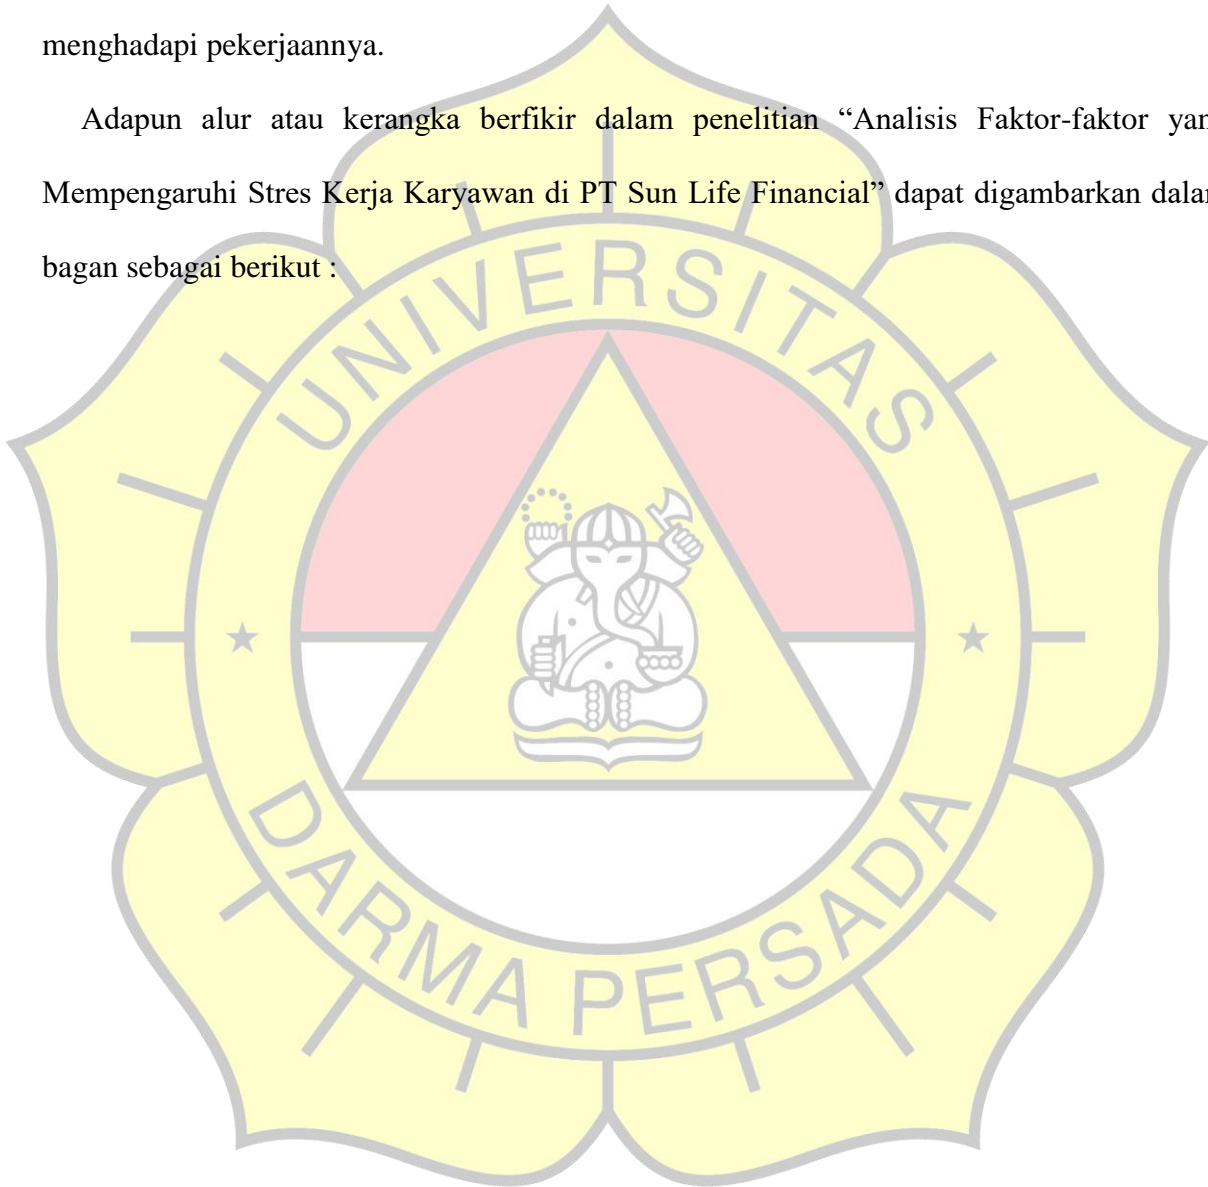 menghadapi pekerjaannya.
Adapun alur atau kerangka berfikir dalam penelitian “Analisis Faktor-faktor yan
Mempengaruhi Stres Kerja Karyawan di PT Sun Life Financial” dapat digambarkan dalam
bagan sebagai berikut :
UNIVERSITAS
DARMA PERSADA